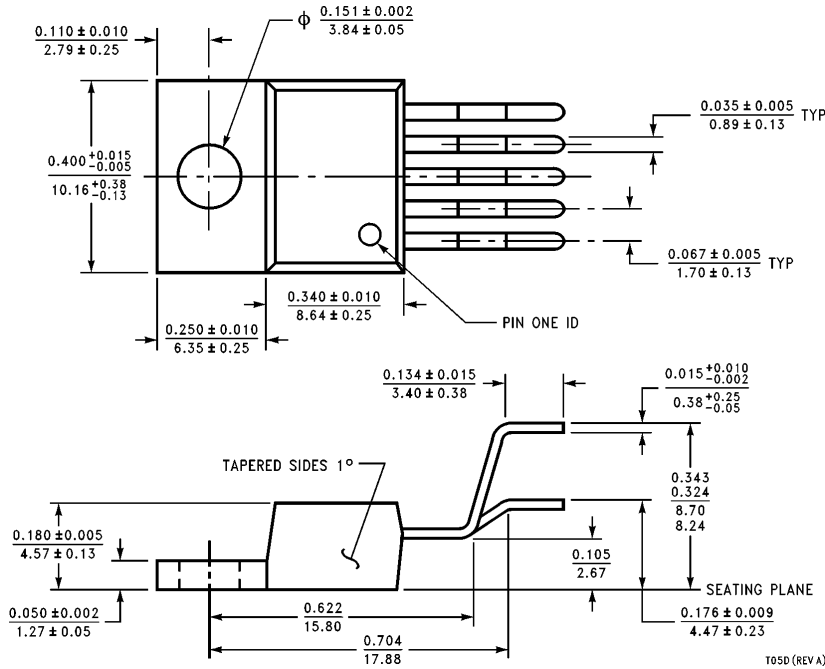 0.110 ± 0.010
2.79 ± 0.25
ϕ 0.151 ± 0.002
3.84 ± 0.05
0.035 ± 0.005 TYP
0.89 ± 0.13
0.400 +0.015 -0.005
10.16 +0.38 -0.13
0.067 ± 0.005 TYP
1.70 ± 0.13
0.340 ± 0.010
8.64 ± 0.25
PIN ONE ID
0.250 ± 0.010
6.35 ± 0.25
0.134 ± 0.015
3.40 ± 0.38
0.015 +0.010 -0.002
0.38 +0.25 -0.05
TAPERED SIDES 1°
0.343
0.324
8.70
8.24
0.180 ±0.005
4.57 ± 0.13
0.105
2.67
SEATING PLANE
0.050 ±0.002
1.27 ± 0.05
0.622
15.80
0.176 ± 0.009
4.47 ± 0.23
0.704
17.88
T05D (REV A)